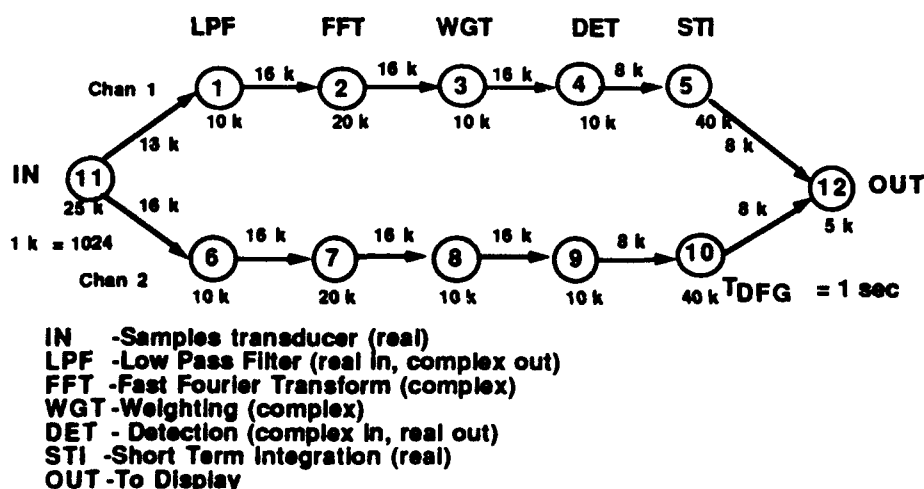 LPF FFT WGT DET STI
Chan 1 1 16 k 2 16 k 3 16 k 4 8 k 5
10 k 20 k 10 k 10 k 40 k
13 k 8 k
IN 11 12 OUT
25 k 16 k 8 k 5 k
1 k = 1024
16 k 16 k 16 k 8 k
Chan 2 6 7 8 9 10
10 k 20 k 10 k 10 k 40 k TDFG = 1 sec
IN -Samples transducer (real)
LPF -Low Pass Filter (real in, complex out)
FFT -Fast Fourier Transform (complex)
WGT -Weighting (complex)
DET - Detection (complex in, real out)
STI -Short Term Integration (real)
OUT -To Display